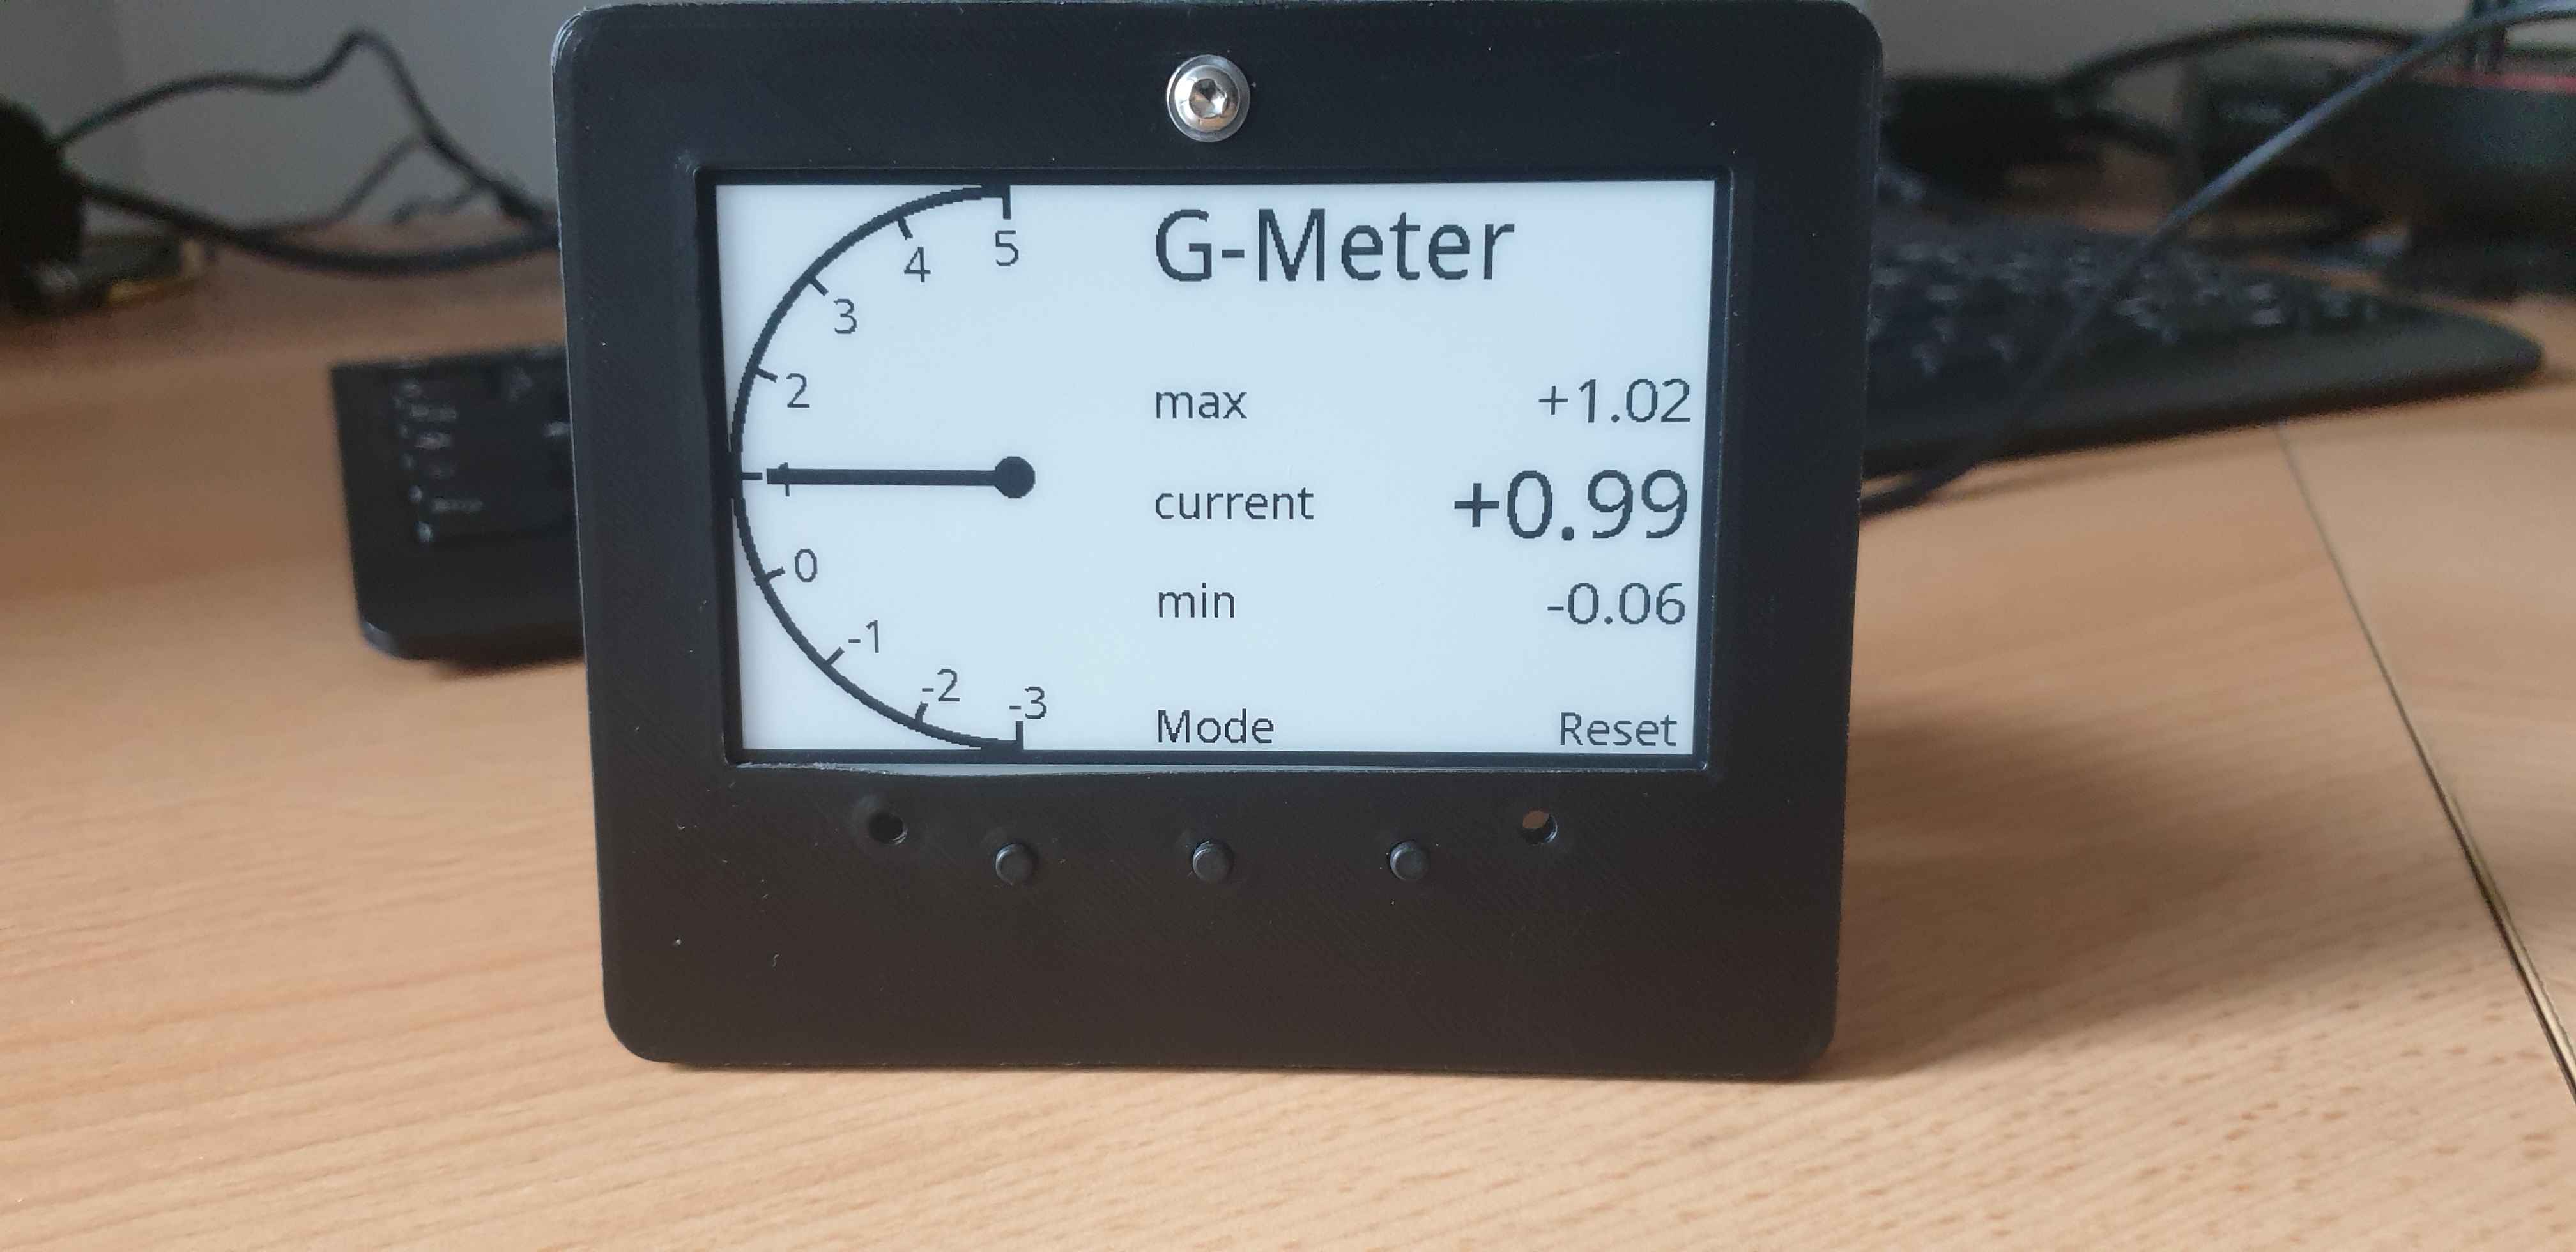 5
4
3
2
1
0
-1
-2
-3
G-Meter
max +1.02
current +0.99
min -0.06
Mode Reset